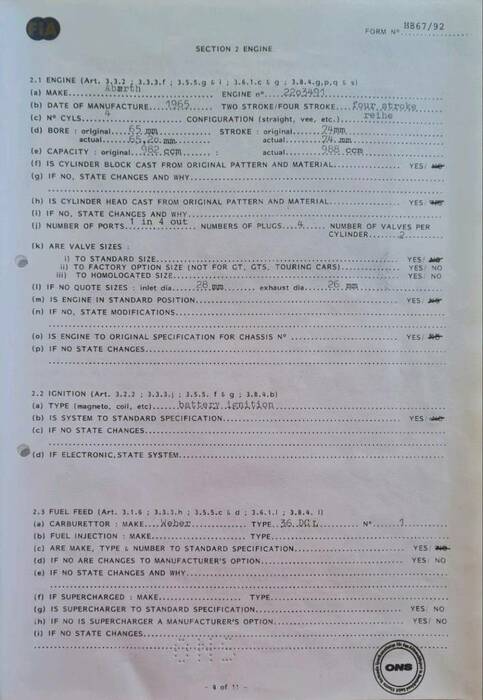 FIA
FORM Nº H867/92
SECTION 2 ENGINE
2.1 ENGINE (Art. 3.3.2 ; 3.3.3.f ; 3.5.5.g & i ; 3.6.1.c & g ; 3.8.4.g,p,q & s)
(a) MAKE... Abarth ... ENGINE nº... 2203491
(b) DATE OF MANUFACTURE... 1965 ... TWO STROKE/FOUR STROKE... four stroke
(c) Nº CYLS... 4 ... CONFIGURATION (straight, vee, etc.)... reihe
(d) BORE : original... 65 mm ... STROKE : original... 74mm
actual... 65,20 mm ... actual... 74 mm
(e) CAPACITY : original... 982 ccm ... : actual... 988 ccm
(f) IS CYLINDER BLOCK CAST FROM ORIGINAL PATTERN AND MATERIAL... YES/ NO
(g) IF NO, STATE CHANGES AND WHY...
(h) IS CYLINDER HEAD CAST FROM ORIGINAL PATTERN AND MATERIAL... YES/ NO
(i) IF NO, STATE CHANGES AND WHY...
(j) NUMBER OF PORTS... 1 in 4 out ... NUMBERS OF PLUGS... 4 ... NUMBER OF VALVES PER
CYLINDER... 2
(k) ARE VALVE SIZES :
i) TO STANDARD SIZE... YES/ NO
ii) TO FACTORY OPTION SIZE (NOT FOR GT, GTS, TOURING CARS)... YES/ NO
iii) TO HOMOLOGATED SIZE... YES/ NO
(l) IF NO QUOTE SIZES : inlet dia... 28 mm ... exhaust dia... 26 mm
(m) IS ENGINE IN STANDARD POSITION... YES/ NO
(n) IF NO, STATE MODIFICATIONS...
(o) IS ENGINE TO ORIGINAL SPECIFICATION FOR CHASSIS Nº ... YES/ NO
(p) IF NO STATE CHANGES...
2.2 IGNITION (Art. 3.2.2 ; 3.3.3.j ; 3.5.5. f & g ; 3.8.4.b)
(a) TYPE (magneto, coil, etc)... battery ignition
(b) IS SYSTEM TO STANDARD SPECIFICATION... YES/ NO
(c) IF NO STATE CHANGES...
(d) IF ELECTRONIC, STATE SYSTEM...
2.3 FUEL FEED (Art. 3.1.6 ; 3.3.3.h ; 3.5.5.c & d ; 3.6.1.l ; 3.8.4. l)
(a) CARBURETTOR : MAKE... Weber ... TYPE... 36 DCL ... Nº... 1
(b) FUEL INJECTION : MAKE... TYPE...
(c) ARE MAKE, TYPE & NUMBER TO STANDARD SPECIFICATION... YES/ NO
(d) IF NO ARE CHANGES TO MANUFACTURER'S OPTION... YES/ NO
(e) IF NO STATE CHANGES AND WHY...
(f) IF SUPERCHARGED : MAKE... TYPE...
(g) IS SUPERCHARGER TO STANDARD SPECIFICATION... YES/ NO
(h) IF NO IS SUPERCHARGER A MANUFACTURER'S OPTION... YES/ NO
(i) IF NO STATE CHANGES...
ONS
- 4 of 11 -